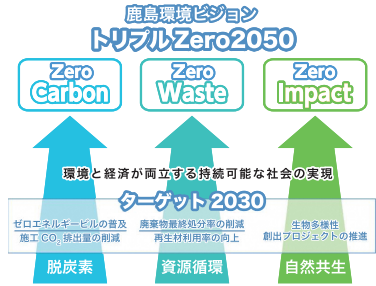 鹿島環境ビジョン
トリプルZero2050
Zero
Carbon
Zero
Waste
Zero
Impact
環境と経済が両立する持続可能な社会の実現
ターゲット2030
ゼロエネルギービルの普及
施工CO₂排出量の削減
廃棄物最終処分率の削減
再生材利用率の向上
生物多様性
創出プロジェクトの推進
脱炭素
資源循環
自然共生